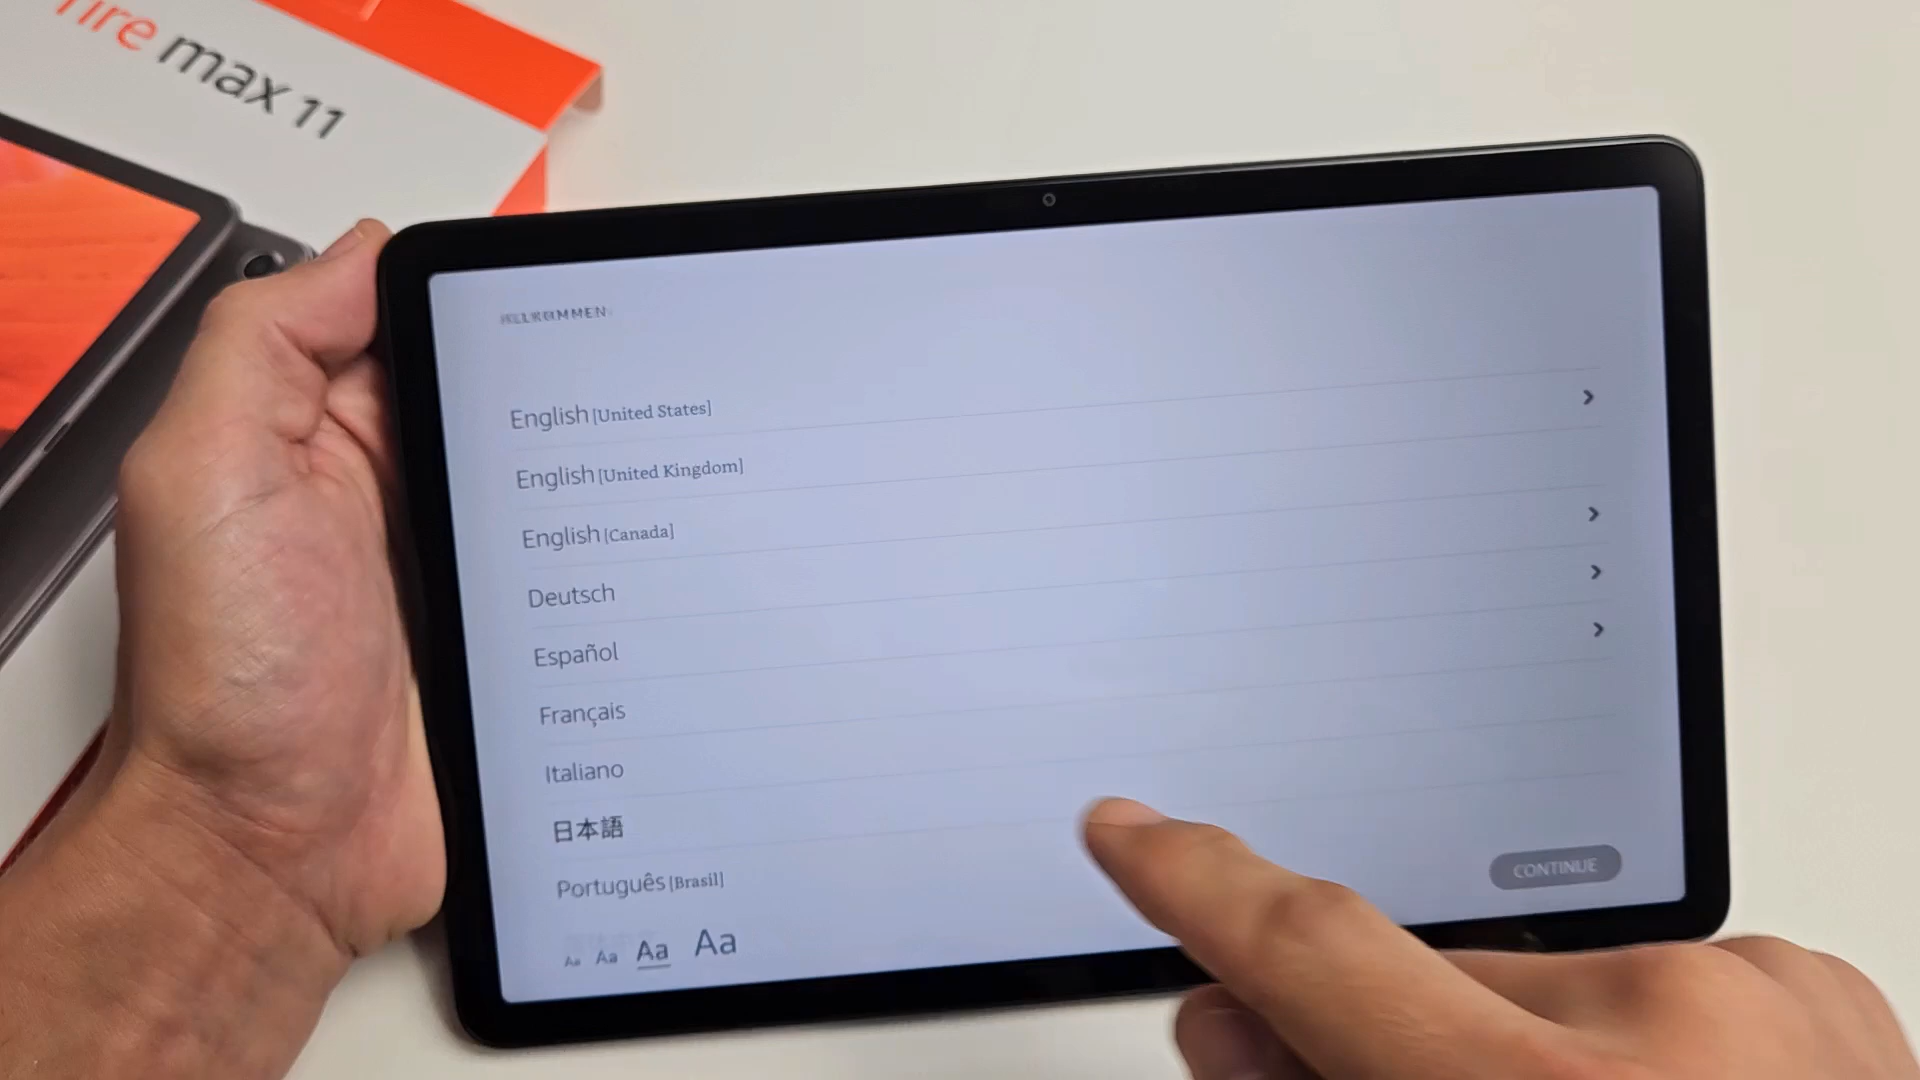 fire max 11
English [United States]
English [United Kingdom]
English [Canada]
Deutsch
Español
Français
Italiano
日本語
Português [Brasil]
Aa Aa Aa Aa
CONTINUE